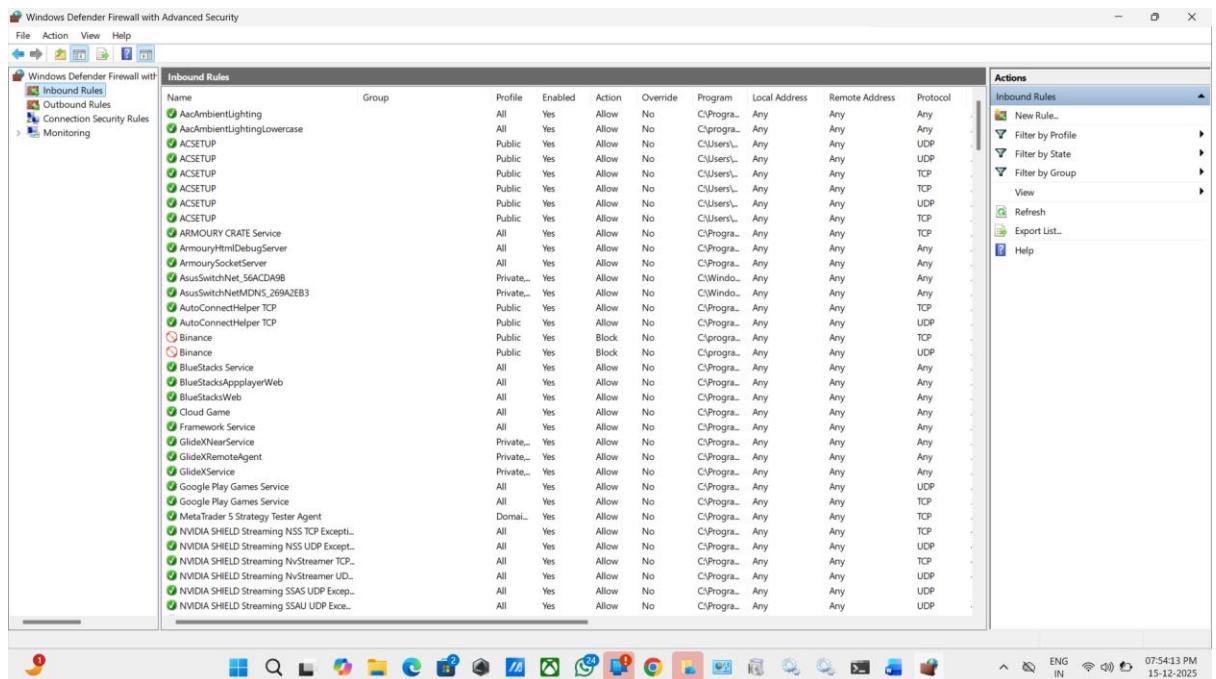 Windows Defender Firewall with Advanced Security
File Action View Help
Windows Defender Firewall with
Inbound Rules
Outbound Rules
Connection Security Rules
Monitoring
Inbound Rules
Name Group Profile Enabled Action Override Program Local Address Remote Address Protocol
AacAmbientLighting All Yes Allow No C:\Progra... Any Any Any
AacAmbientLightingLowercase All Yes Allow No C:\progra... Any Any Any
ACSETUP Public Yes Allow No C:\Users\... Any Any UDP
ACSETUP Public Yes Allow No C:\Users\... Any Any UDP
ACSETUP Public Yes Allow No C:\Users\... Any Any TCP
ACSETUP Public Yes Allow No C:\Users\... Any Any TCP
ACSETUP Public Yes Allow No C:\Users\... Any Any UDP
ACSETUP Public Yes Allow No C:\Users\... Any Any TCP
ARMOURY CRATE Service All Yes Allow No C:\Progra... Any Any TCP
ArmouryHtmlDebugServer All Yes Allow No C:\Progra... Any Any Any
ArmourySocketServer All Yes Allow No C:\Progra... Any Any Any
AsusSwitchNet_56ACDA9B Private,... Yes Allow No C:\Windo... Any Any Any
AsusSwitchNetMDNS_269A2EB3 Private,... Yes Allow No C:\Windo... Any Any Any
AutoConnectHelper TCP Public Yes Allow No C:\Progra... Any Any TCP
AutoConnectHelper TCP Public Yes Allow No C:\Progra... Any Any UDP
Binance Public Yes Block No C:\progra... Any Any TCP
Binance Public Yes Block No C:\progra... Any Any UDP
BlueStacks Service All Yes Allow No C:\Progra... Any Any Any
BlueStacksAppplayerWeb All Yes Allow No C:\Progra... Any Any Any
BlueStacksWeb All Yes Allow No C:\Progra... Any Any Any
Cloud Game All Yes Allow No C:\Progra... Any Any Any
Framework Service All Yes Allow No C:\Progra... Any Any Any
GlideXNearService Private,... Yes Allow No C:\Progra... Any Any Any
GlideXRemoteAgent Private,... Yes Allow No C:\Progra... Any Any Any
GlideXService Private,... Yes Allow No C:\Progra... Any Any Any
Google Play Games Service All Yes Allow No C:\Progra... Any Any UDP
Google Play Games Service All Yes Allow No C:\Progra... Any Any TCP
MetaTrader 5 Strategy Tester Agent Domai... Yes Allow No C:\Progra... Any Any TCP
NVIDIA SHIELD Streaming NSS TCP Excepti... All Yes Allow No C:\Progra... Any Any TCP
NVIDIA SHIELD Streaming NSS UDP Except... All Yes Allow No C:\Progra... Any Any UDP
NVIDIA SHIELD Streaming NvStreamer TCP... All Yes Allow No C:\Progra... Any Any TCP
NVIDIA SHIELD Streaming NvStreamer UD... All Yes Allow No C:\Progra... Any Any UDP
NVIDIA SHIELD Streaming SSAS UDP Excep... All Yes Allow No C:\Progra... Any Any UDP
NVIDIA SHIELD Streaming SSAU UDP Exce... All Yes Allow No C:\Progra... Any Any UDP
Actions
Inbound Rules
New Rule...
Filter by Profile
Filter by State
Filter by Group
View
Refresh
Export List...
Help
1
24
ENG
IN
07:54:13 PM
15-12-2025